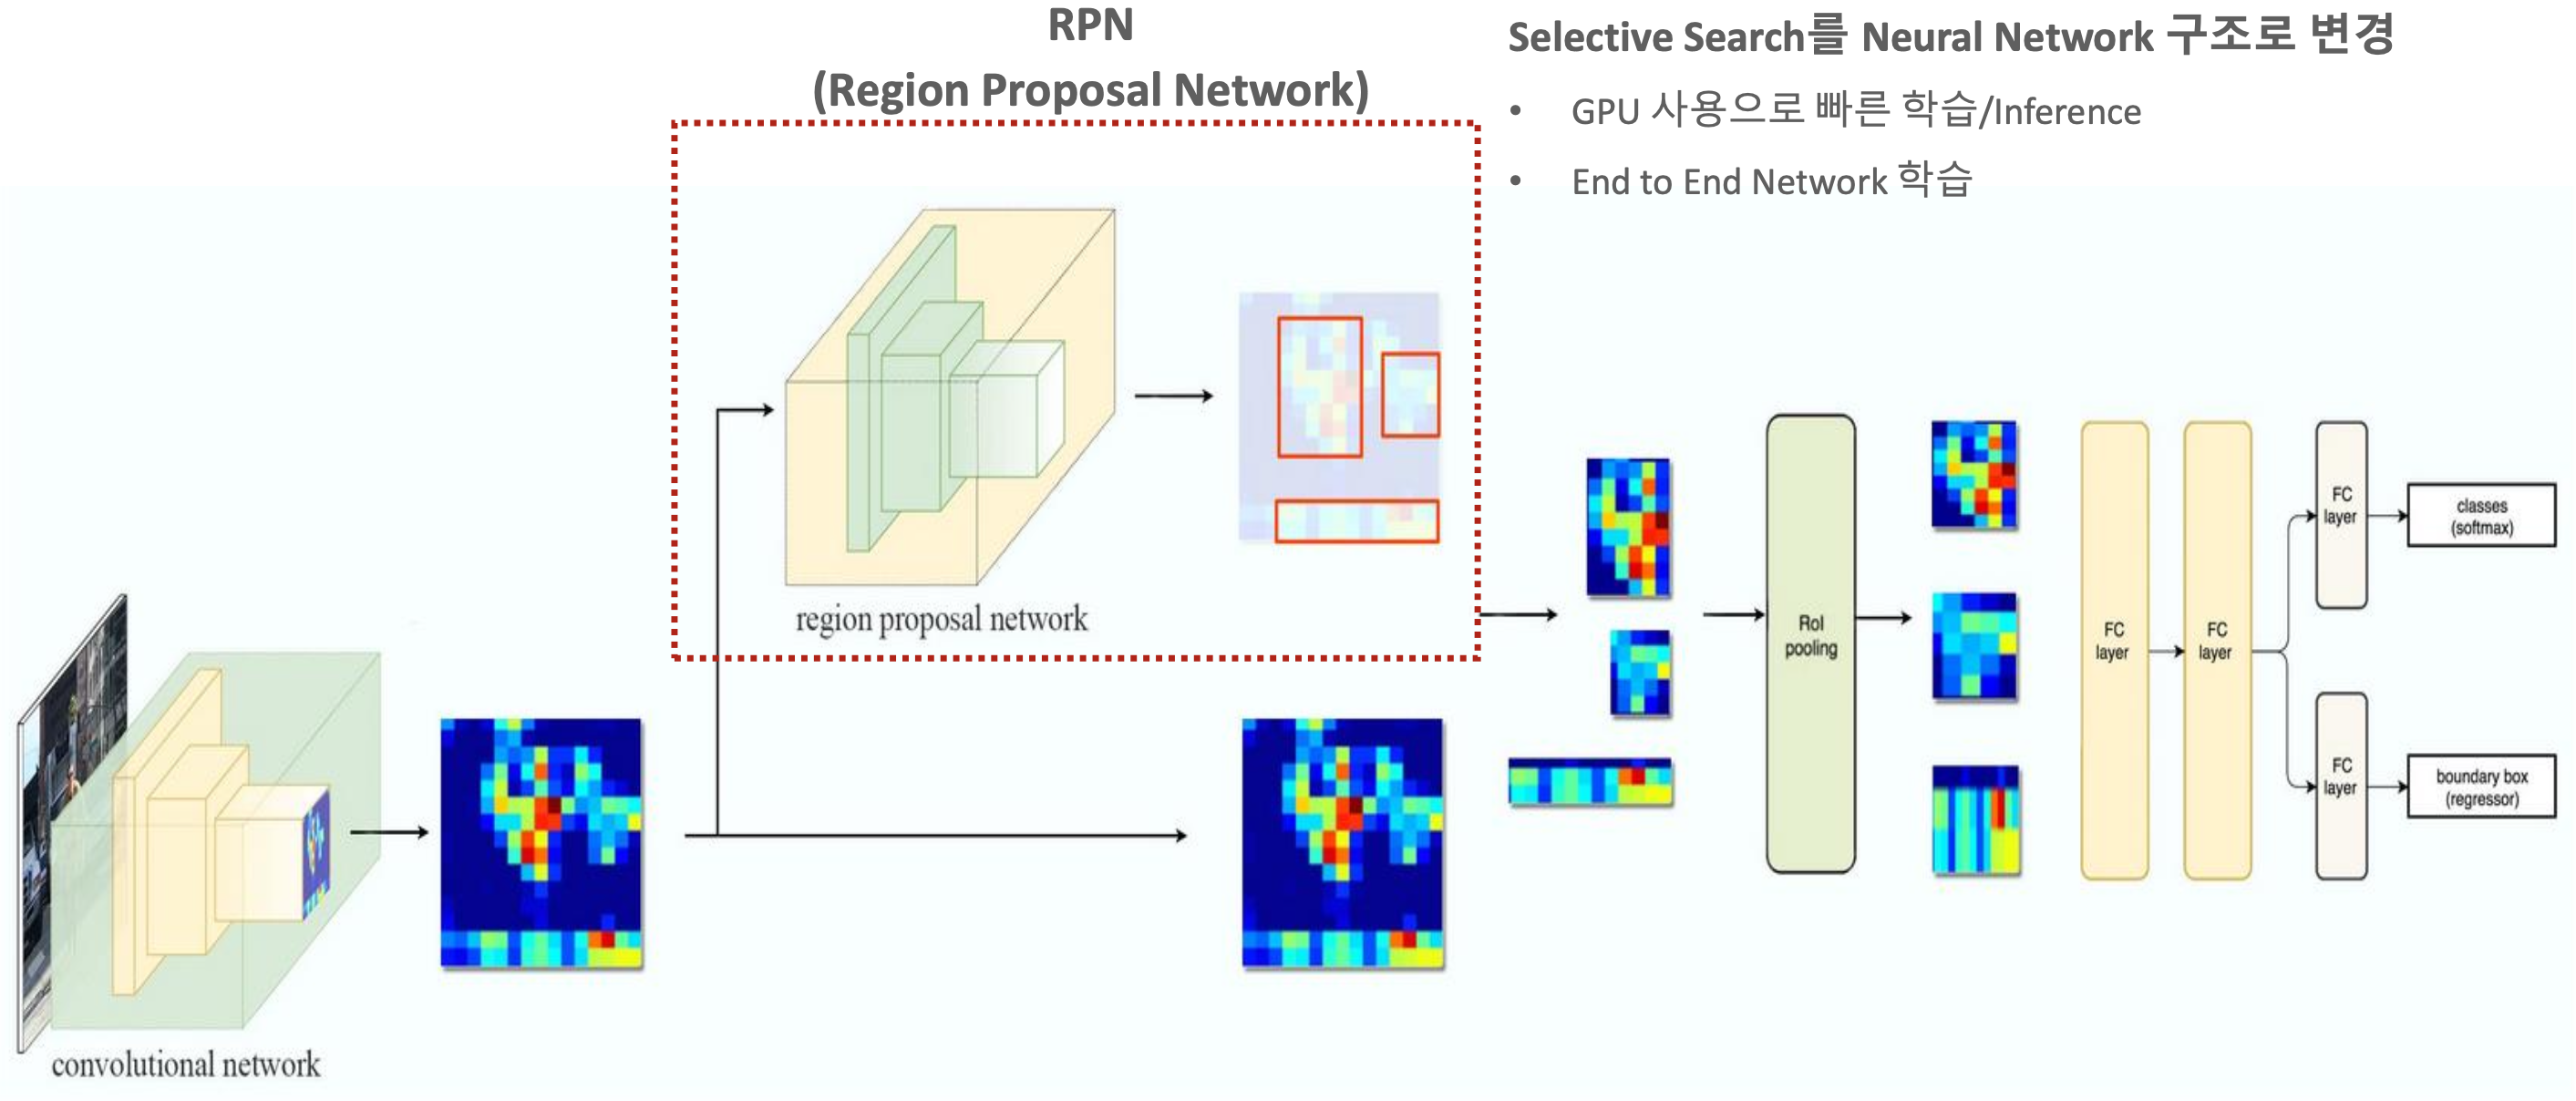 RPN
(Region Proposal Network)
Selective Search를 Neural Network 구조로 변경
• GPU 사용으로 빠른 학습/Inference
• End to End Network 학습
region proposal network
convolutional network
RoI
pooling
FC
layer
FC
layer
FC
layer
classes
(softmax)
FC
layer
boundary box
(regressor)